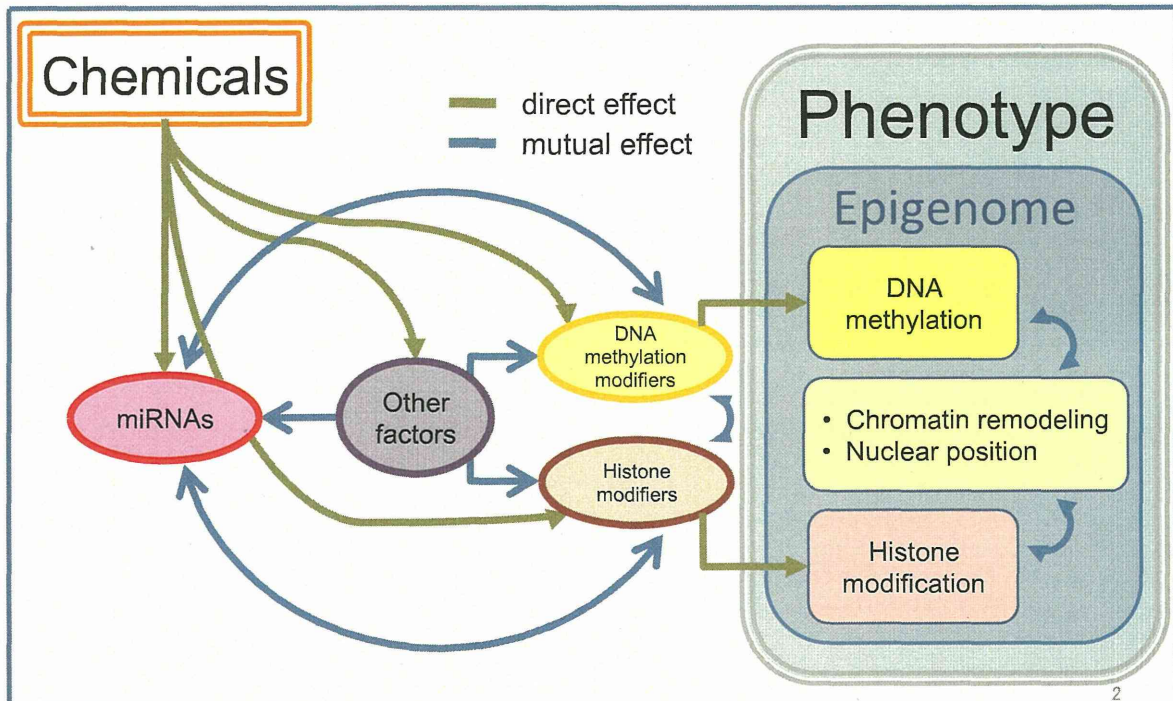 Chemicals
direct effect
mutual effect
Phenotype
Epigenome
DNA
methylation
• Chromatin remodeling
• Nuclear position
Histone
modification
DNA
methylation
modifiers
Histone
modifiers
Other
factors
miRNAs
2